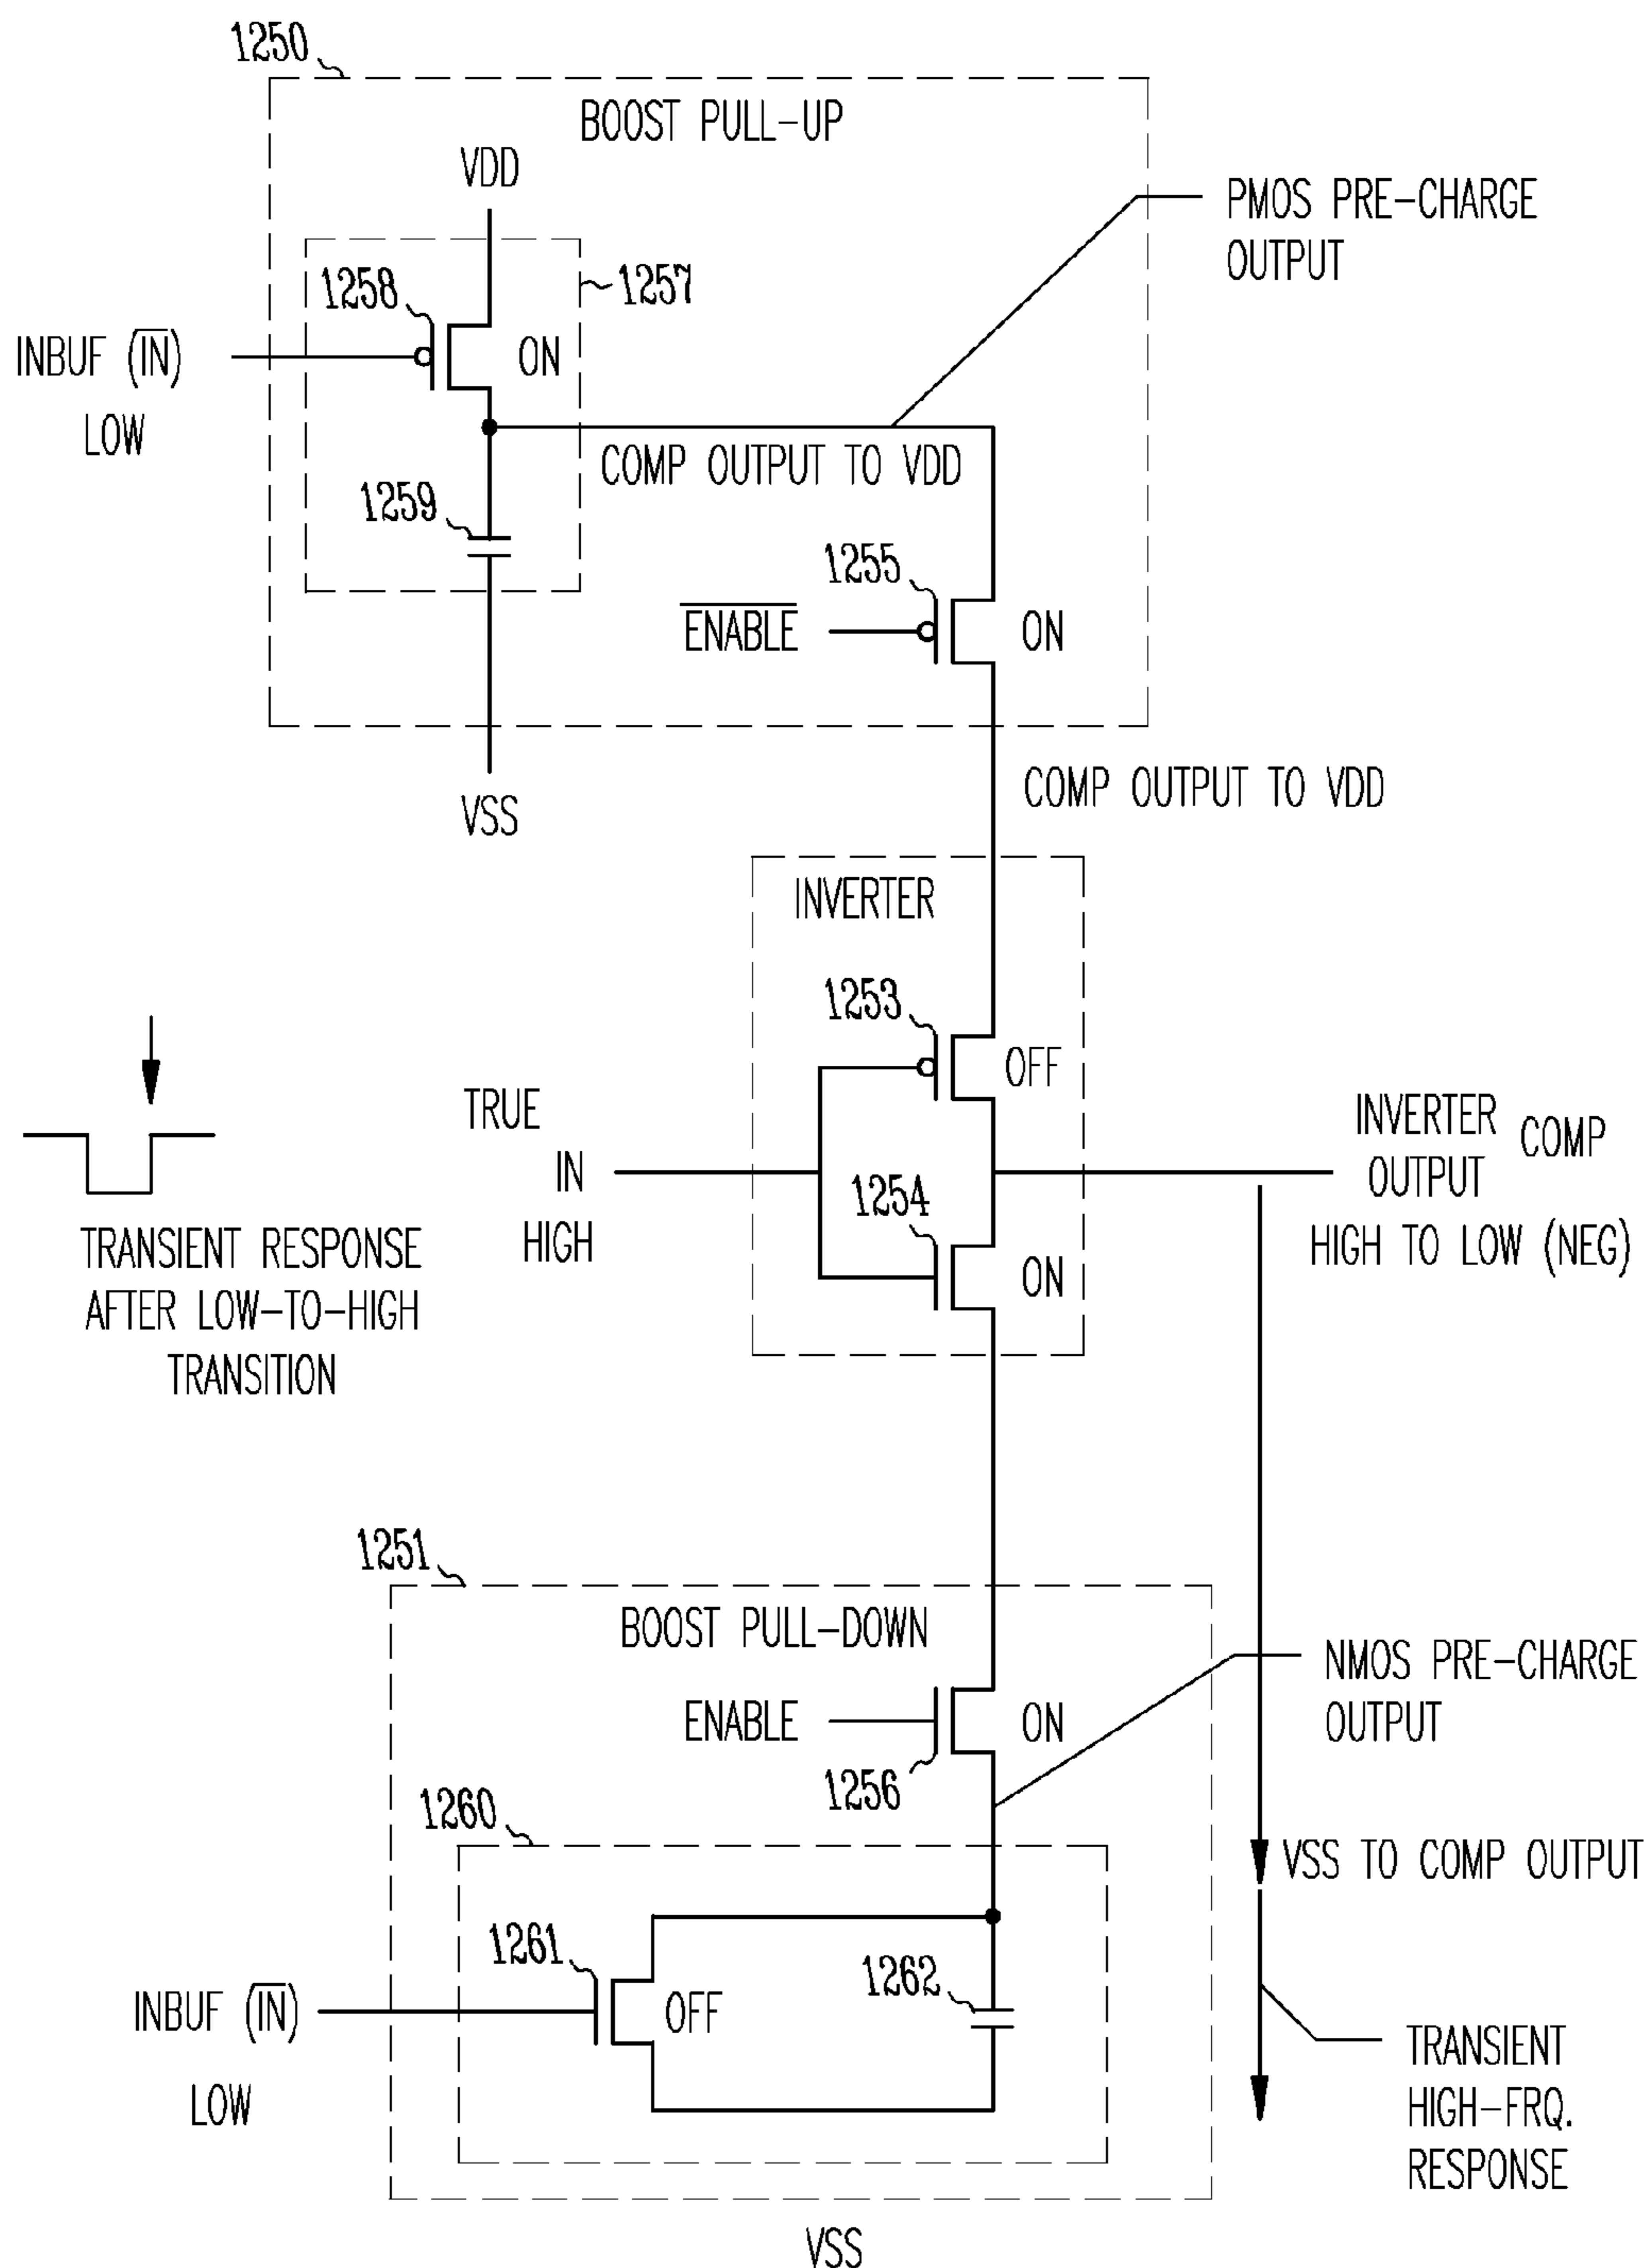 1250
BOOST PULL-UP
VDD
PMOS PRE-CHARGE
OUTPUT
1258
1257
INBUF (I̅N̅)
ON
LOW
COMP OUTPUT TO VDD
1259
1255
E̅N̅A̅B̅L̅E̅
ON
VSS
COMP OUTPUT TO VDD
INVERTER
1253
OFF
TRUE
IN
HIGH
1254
ON
INVERTER COMP
OUTPUT
HIGH TO LOW (NEG)
TRANSIENT RESPONSE
AFTER LOW-TO-HIGH
TRANSITION
1251
BOOST PULL-DOWN
NMOS PRE-CHARGE
OUTPUT
ENABLE
ON
1256
1260
VSS TO COMP OUTPUT
1261
1262
INBUF (I̅N̅)
OFF
LOW
TRANSIENT
HIGH-FRQ.
RESPONSE
VSS